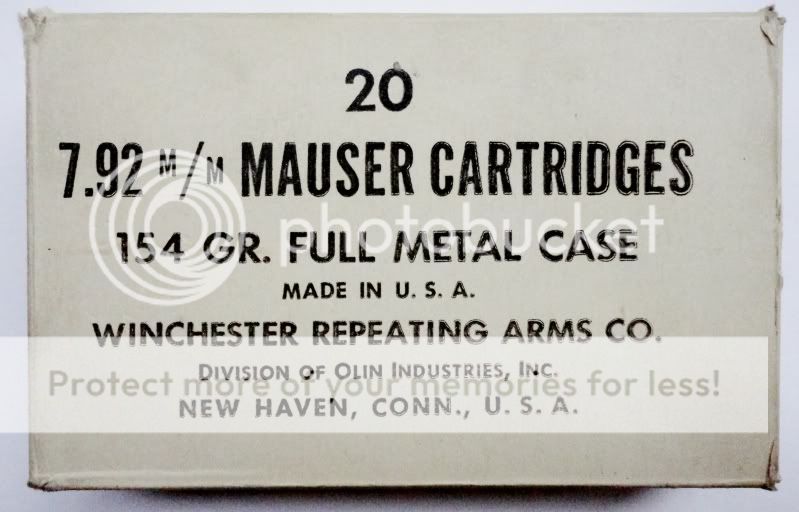 20
7.92 M/M MAUSER CARTRIDGES
photobucket
154 GR. FULL METAL CASE
MADE IN U. S. A.
WINCHESTER REPEATING ARMS CO.
DIVISION OF OLIN INDUSTRIES, INC.
Protect more of your memories for less!
NEW HAVEN, CONN., U. S. A.